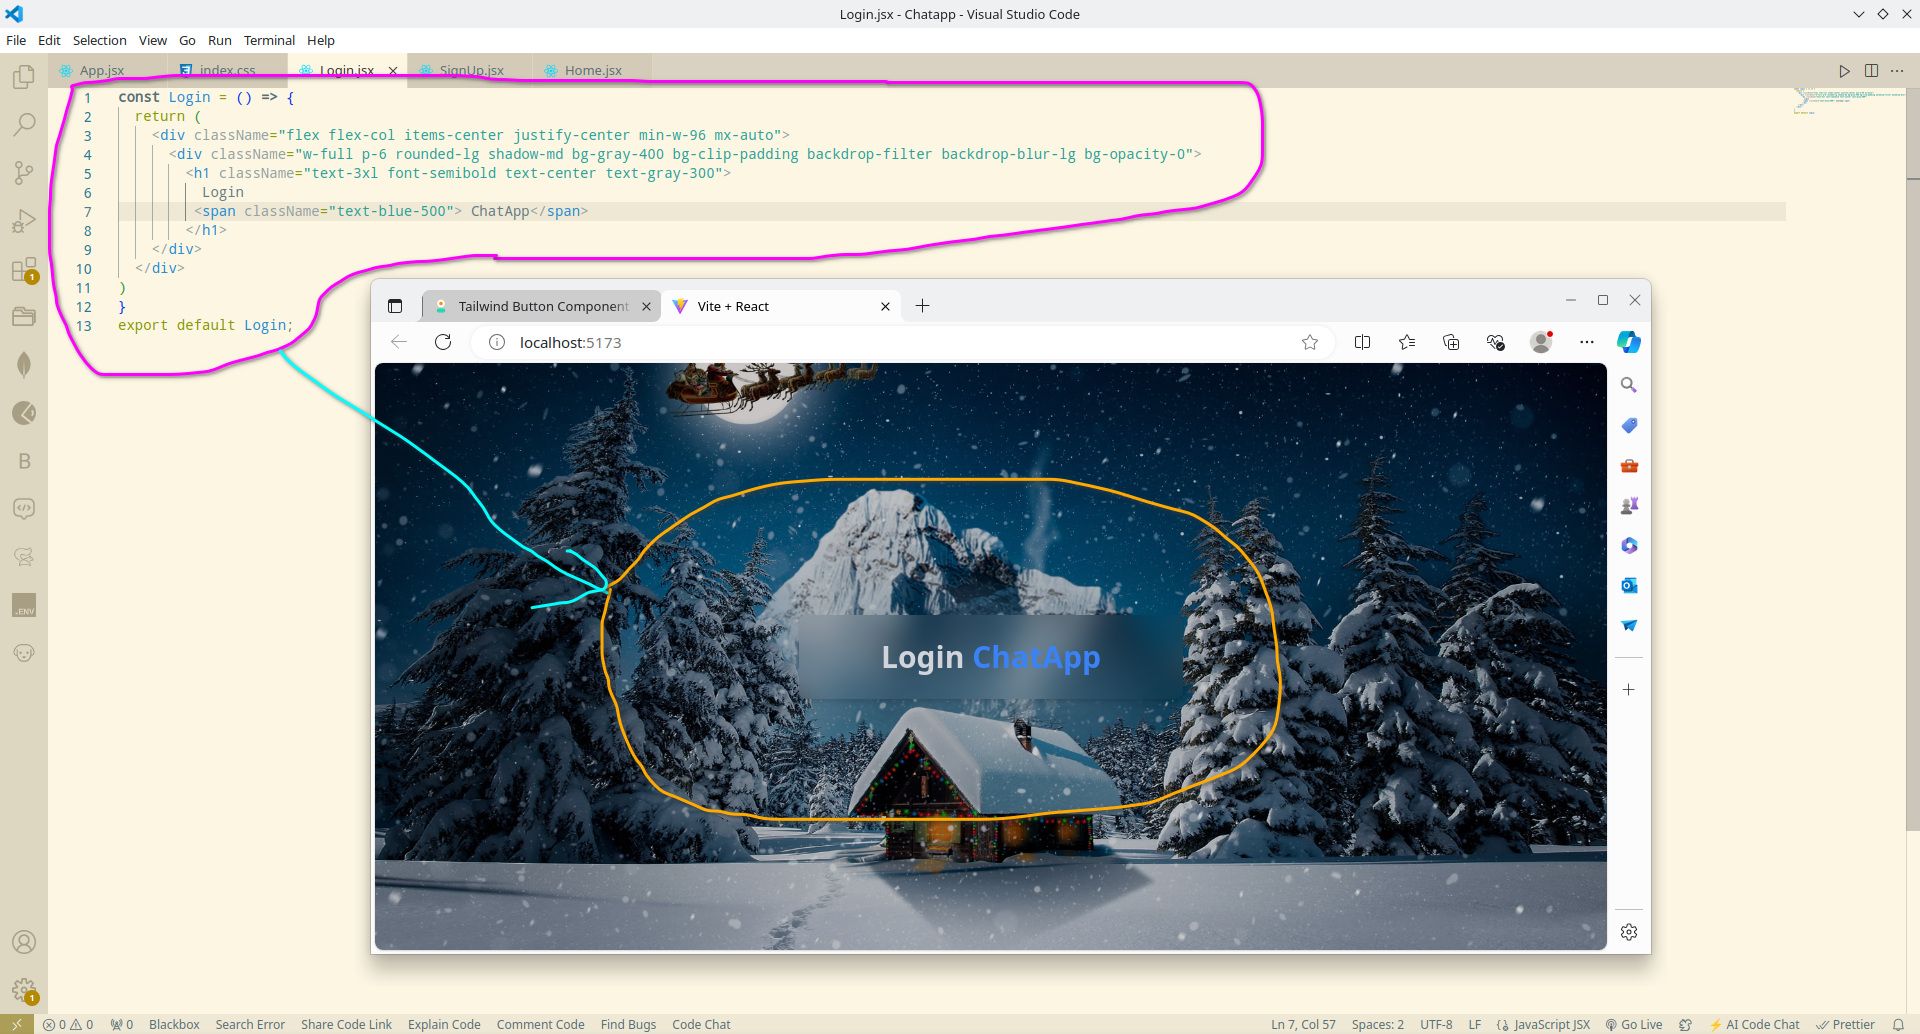 Login.jsx - Chatapp - Visual Studio Code
File Edit Selection View Go Run Terminal Help
App.jsx index.css Login.jsx SignUp.jsx Home.jsx
1 const Login = () => {
2 return (
3 <div className="flex flex-col items-center justify-center min-w-96 mx-auto">
4 <div className="w-full p-6 rounded-lg shadow-md bg-gray-400 bg-clip-padding backdrop-filter backdrop-blur-lg bg-opacity-0">
5 <h1 className="text-3xl font-semibold text-center text-gray-300">
6 Login
7 <span className="text-blue-500"> ChatApp</span>
8 </h1>
9 </div>
10 </div>
11 )
12 }
13 export default Login;
Tailwind Button Component
Vite + React
localhost:5173
Login ChatApp
1
B
.ENV
1
0 0 0 Blackbox Search Error Share Code Link Explain Code Comment Code Find Bugs Code Chat
Ln 7, Col 57 Spaces: 2 UTF-8 LF JavaScript JSX Go Live AI Code Chat Prettier